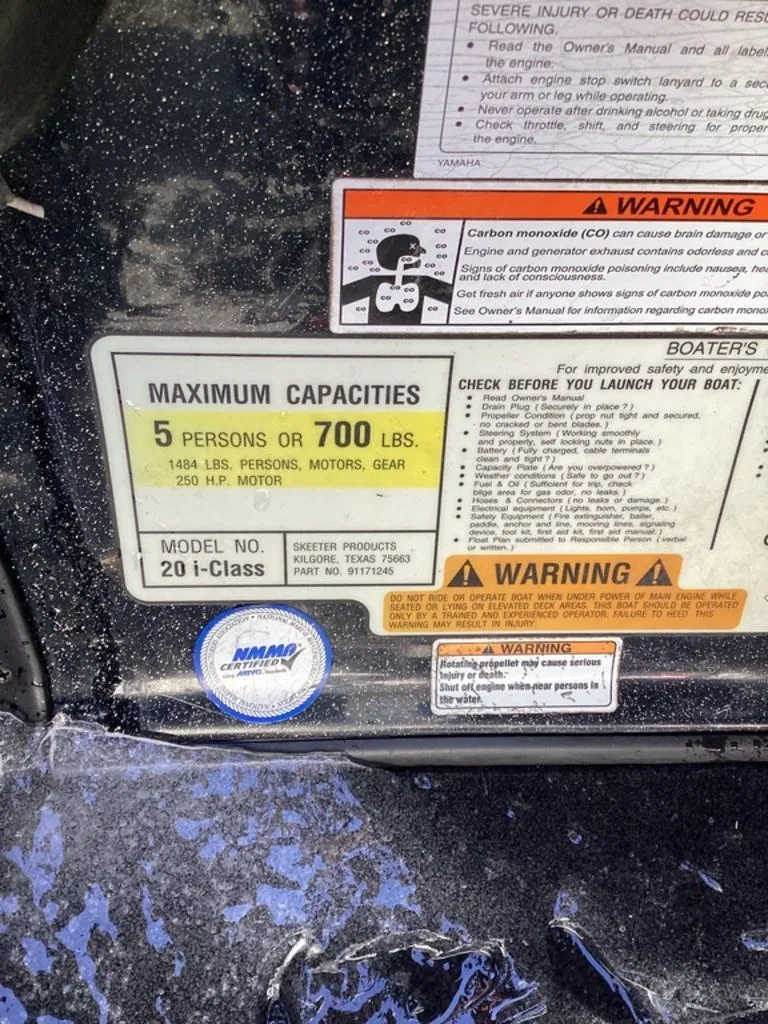 SEVERE INJURY OR DEATH COULD RESU
FOLLOWING.
• Read the Owner's Manual and all label
the engine.
• Attach engine stop switch lanyard to a sec
your arm or leg while operating.
• Never operate after drinking alcohol or taking drug
• Check throttle, shift, and steering for proper
the engine.
YAMAHA
WARNING
Carbon monoxide (CO) can cause brain damage or
Engine and generator exhaust contains odorless and c
Signs of carbon monoxide poisoning include nausea, hea
and lack of consciousness.
Get fresh air if anyone shows signs of carbon monoxide poi
See Owner's Manual for information regarding carbon mono
MAXIMUM CAPACITIES
5 PERSONS OR 700 LBS.
1484 LBS. PERSONS, MOTORS, GEAR
250 H.P. MOTOR
MODEL NO.
20 i-Class
SKEETER PRODUCTS
KILGORE, TEXAS 75663
PART NO. 91171245
BOATER'S
For improved safety and enjoyme
CHECK BEFORE YOU LAUNCH YOUR BOAT:
• Read Owner's Manual
• Drain Plug (Securely in place?)
• Propeller Condition (prop nut tight and secured,
no cracked or bent blades.)
• Steering System (Working smoothly
and properly, self locking nuts in place.)
• Battery (Fully charged, cable terminals
clean and tight?)
• Capacity Plate (Are you overpowered?)
• Weather conditions (Safe to go out?)
• Fuel & Oil (Sufficient for trip, check
bilge area for gas odor, no leaks.)
• Hoses & Connectors (no leaks or damage.)
• Electrical equipment (Lights, horn, pumps, etc.)
• Safety Equipment (Fire extinguisher, bailer,
paddle, anchor and line, mooring lines, signaling
device, tool kit, first aid kit, first aid manual.)
• Float Plan submitted to Responsible Person (verbal
or written.)
WARNING
DO NOT RIDE OR OPERATE BOAT WHEN UNDER POWER OF MAIN ENGINE WHILE
SEATED OR LYING ON ELEVATED DECK AREAS. THIS BOAT SHOULD BE OPERATED
ONLY BY A TRAINED AND EXPERIENCED OPERATOR. FAILURE TO HEED THIS
WARNING MAY RESULT IN INJURY.
NMMA
CERTIFIED
using ABYC standards
WARNING
Rotating propeller may cause serious
injury or death.
Shut off engine when near persons in
the water.